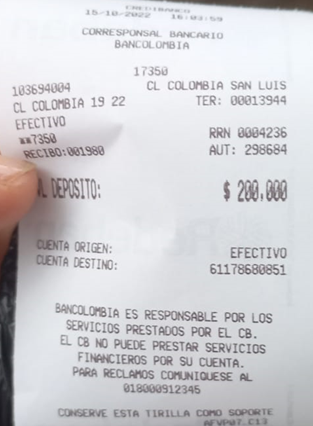 CREDIBANCO
15-10-2022 16:03:59
CORRESPONSAL BANCARIO
BANCOLOMBIA
17350
103694004 CL COLOMBIA SAN LUIS
CL COLOMBIA 19 22 TER: 00013944
EFECTIVO
**7350 RRN 0004236
RECIBO:001980 AUT: 298684
DEPOSITO: $ 200.000
CUENTA ORIGEN: EFECTIVO
CUENTA DESTINO: 61178680851
BANCOLOMBIA ES RESPONSABLE POR LOS
SERVICIOS PRESTADOS POR EL CB.
EL CB NO PUEDE PRESTAR SERVICIOS
FINANCIEROS POR SU CUENTA.
PARA RECLAMOS COMUNIQUESE AL
018000912345
CONSERVE ESTA TIRILLA COMO SOPORTE